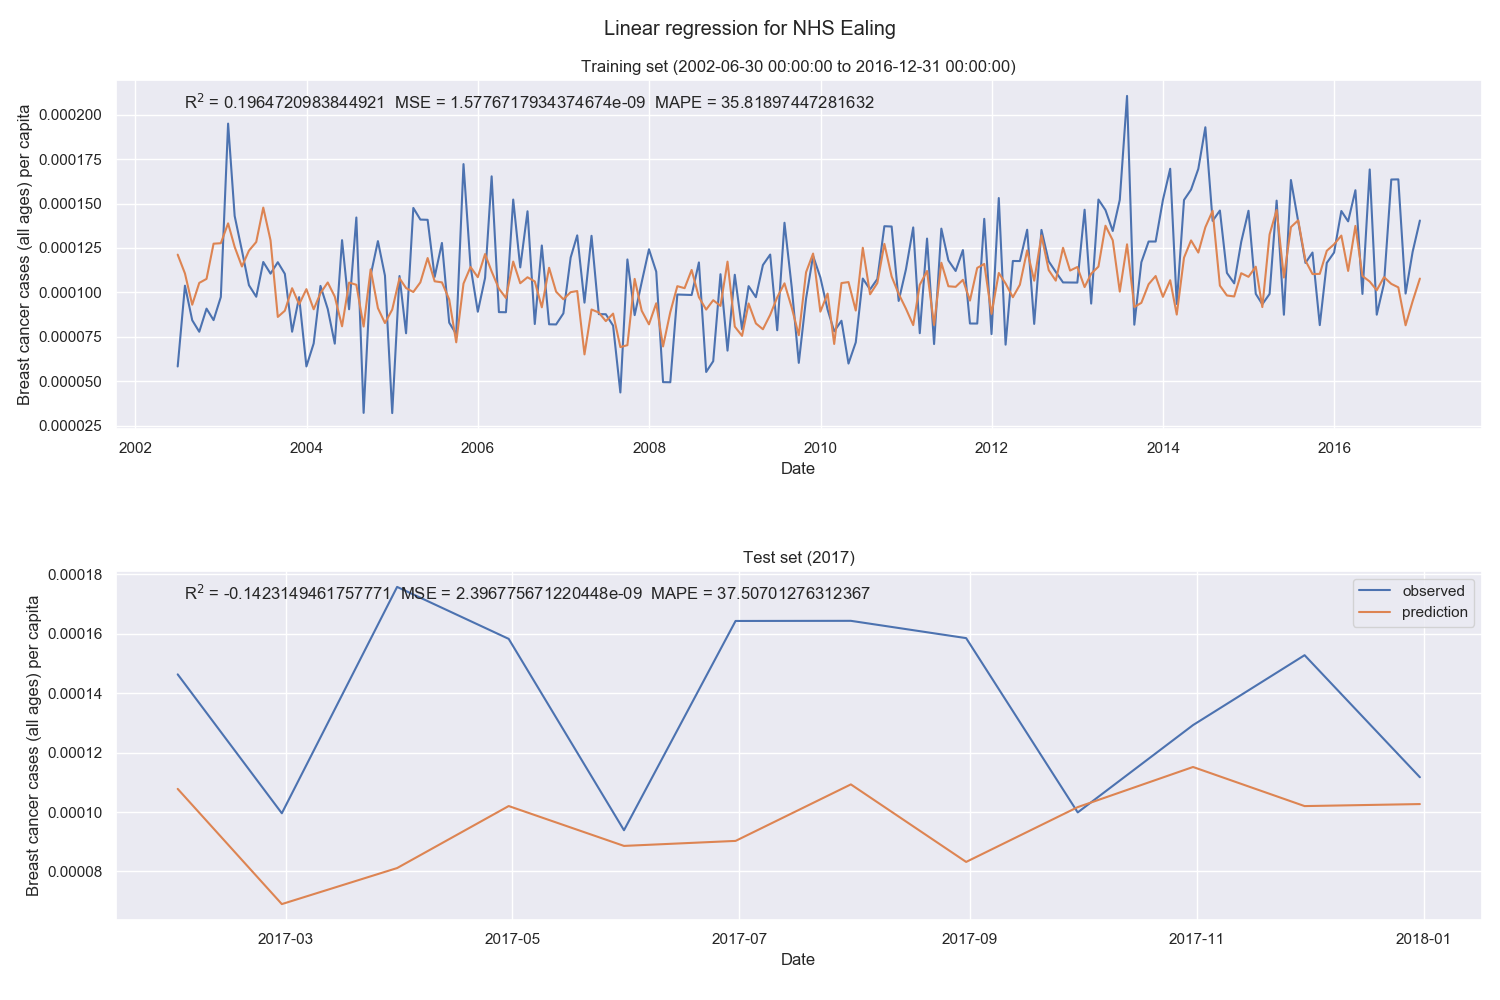 Linear regression for NHS Ealing
Training set (2002-06-30 00:00:00 to 2016-12-31 00:00:00)
R² = 0.1964720983844921 MSE = 1.5776717934374674e-09 MAPE = 35.81897447281632
Breast cancer cases (all ages) per capita
0.000200
0.000175
0.000150
0.000125
0.000100
0.000075
0.000050
0.000025
2002 2004 2006 2008 2010 2012 2014 2016
Date
Test set (2017)
R² = -0.1423149461757771 MSE = 2.396775671220448e-09 MAPE = 37.50701276312367
observed
prediction
Breast cancer cases (all ages) per capita
0.00018
0.00016
0.00014
0.00012
0.00010
0.00008
2017-03 2017-05 2017-07 2017-09 2017-11 2018-01
Date